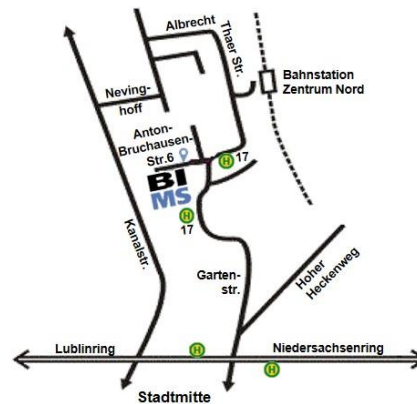 Albrecht
Thaer Str.
Neving-
hoff
Bahnstation
Zentrum Nord
Anton-
Bruchausen-
Str.6
H 17
BI
MS
H
17
Kanalstr.
Garten-
str.
Hoher
Heckenweg
Lublinring
H
Niedersachsenring
H
Stadtmitte